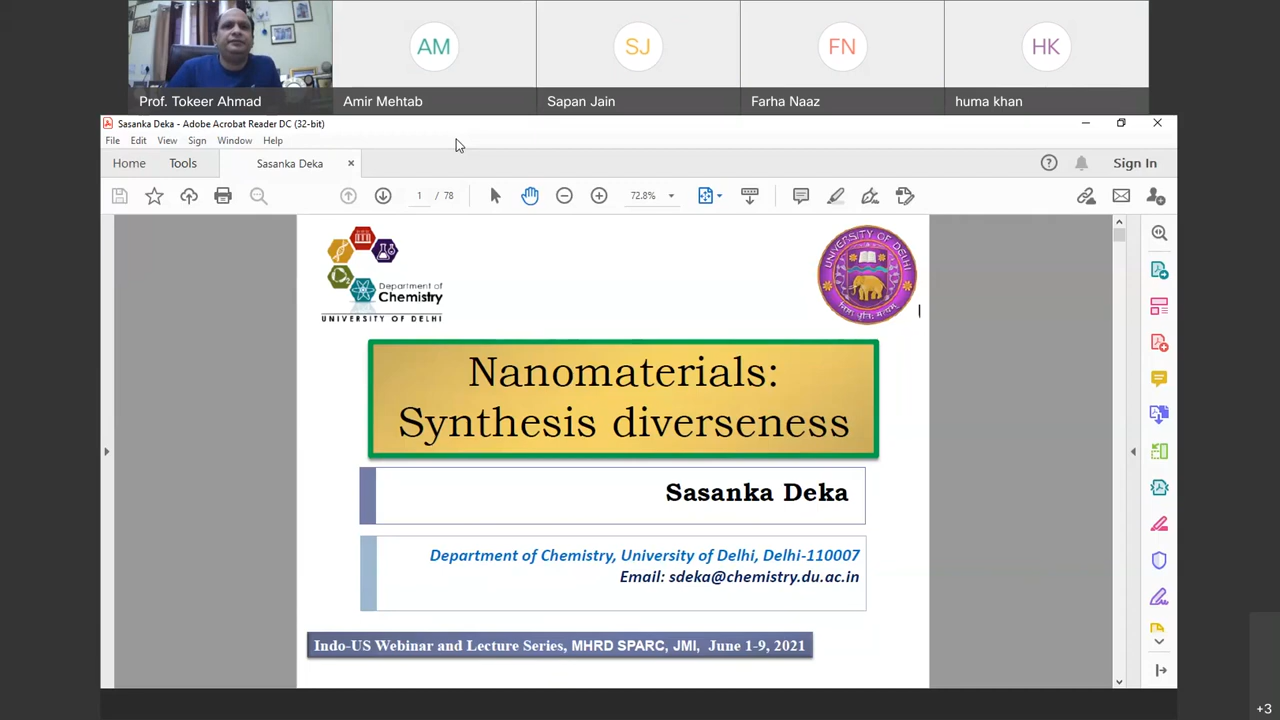 AM
SJ
FN
HK
Prof. Tokeer Ahmad
Amir Mehtab
Sapan Jain
Farha Naaz
huma khan
Sasanka Deka - Adobe Acrobat Reader DC (32-bit)
File Edit View Sign Window Help
Home Tools Sasanka Deka Sign In
1 / 78 72.8%
Department of
Chemistry
UNIVERSITY OF DELHI
UNIVERSITY OF DELHI
Nanomaterials:
Synthesis diverseness
Sasanka Deka
Department of Chemistry, University of Delhi, Delhi-110007
Email: sdeka@chemistry.du.ac.in
Indo-US Webinar and Lecture Series, MHRD SPARC, JMI, June 1-9, 2021
+3